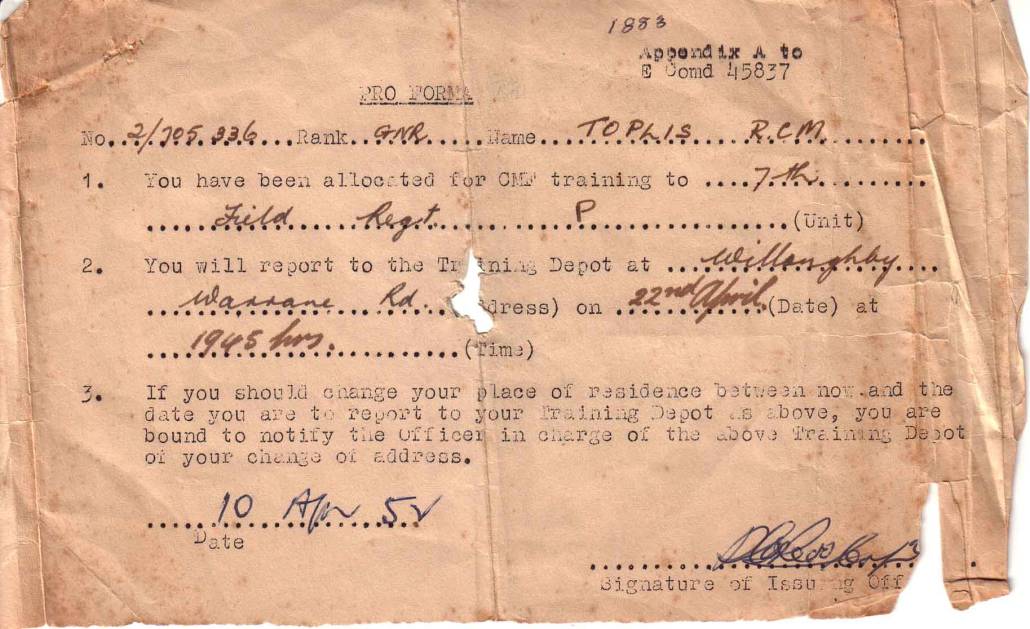 1883
Appendix A to
E Comd 45837
PRO FORMA
No. 2/705.336 Rank GNR Name TOPLIS R.C.M.
1. You have been allocated for CMF training to 7th
Field Regt. P (Unit)
2. You will report to the Tr ining Depot at Willoughby
Warrane Rd. ( dress) on 22nd April. (Date) at
1945 hrs. (Time)
3. If you should change your place of residence between now and the
date you are to report to your Training Depot as above, you are
bound to notify the Officer in charge of the above Training Depot
of your change of address.
10 Apr 52
Date
Signature of Issuing Off